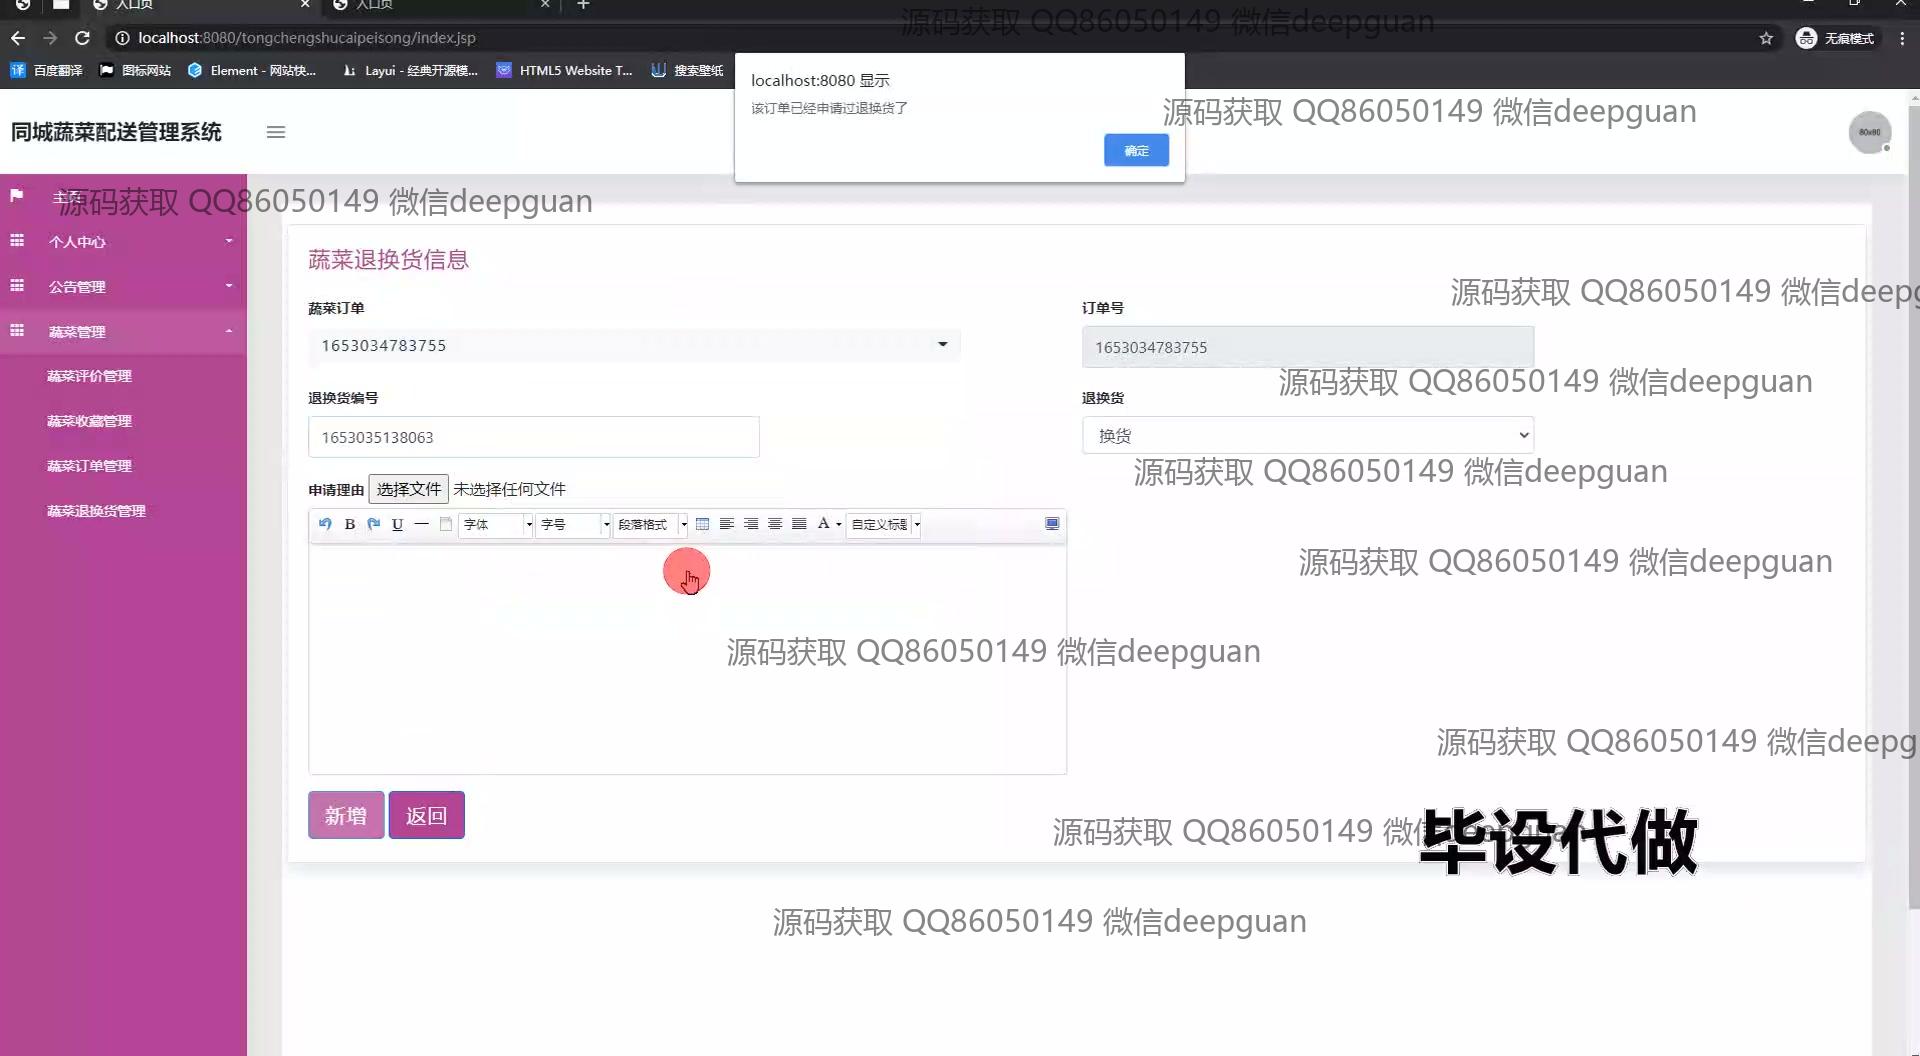 入口页
入口页
localhost:8080/tongchengshucaipeisong/index.jsp
无痕模式
百度翻译
图标网站
Element - 网站快...
Layui - 经典开源模...
HTML5 Website T...
搜索壁纸
源码获取 QQ86050149 微信deepguan
localhost:8080 显示
该订单已经申请过退换货了
确定
源码获取 QQ86050149 微信deepguan
同城蔬菜配送管理系统
80x80
主页
源码获取 QQ86050149 微信deepguan
个人中心
公告管理
蔬菜管理
蔬菜评价管理
蔬菜收藏管理
蔬菜订单管理
蔬菜退换货管理
蔬菜退换货信息
源码获取 QQ86050149 微信deepg
蔬菜订单
订单号
1653034783755
1653034783755
源码获取 QQ86050149 微信deepguan
退换货编号
退换货
1653035138063
换货
源码获取 QQ86050149 微信deepguan
申请理由 选择文件 未选择任何文件
B U 字体 字号 段落格式 A 自定义标题
源码获取 QQ86050149 微信deepguan
源码获取 QQ86050149 微信deepguan
源码获取 QQ86050149 微信deepg
新增 返回
源码获取 QQ86050149 微信deepguan
毕设代做
源码获取 QQ86050149 微信deepguan